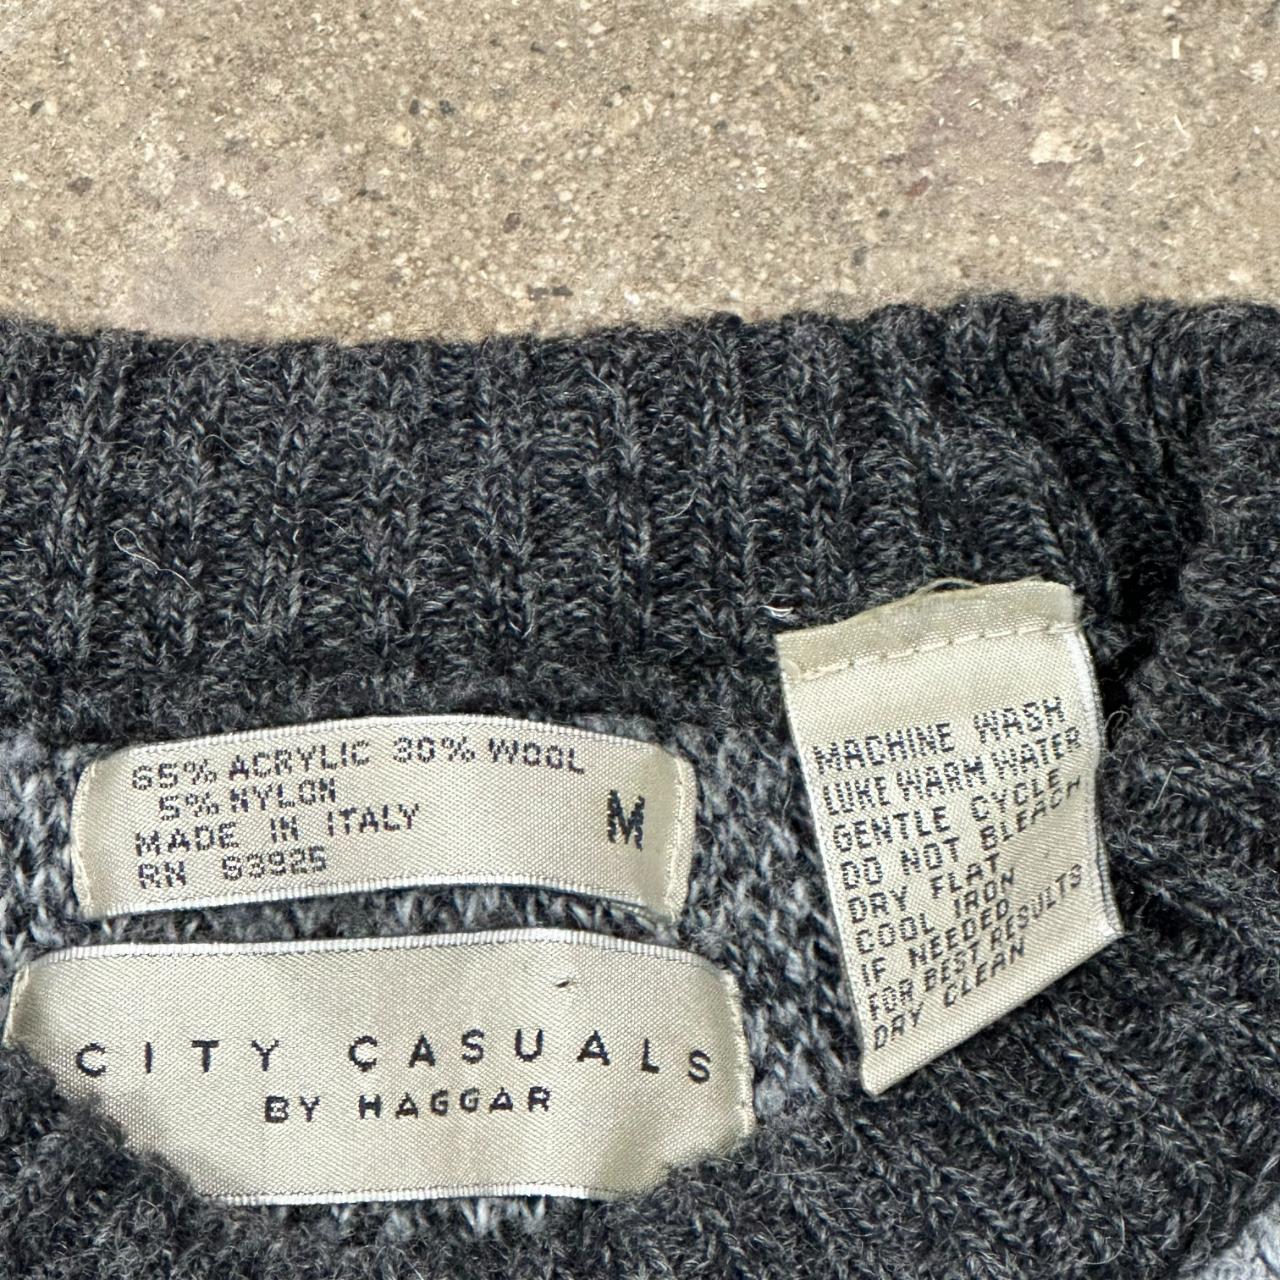 65% ACRYLIC 30% WOOL
5% NYLON
MADE IN ITALY
RN 53925
M
CITY CASUALS
BY HAGGAR
MACHINE WASH
LUKE WARM WATER
GENTLE CYCLE
DO NOT BLEACH
DRY FLAT
COOL IRON
IF NEEDED
FOR BEST RESULTS
DRY CLEAN